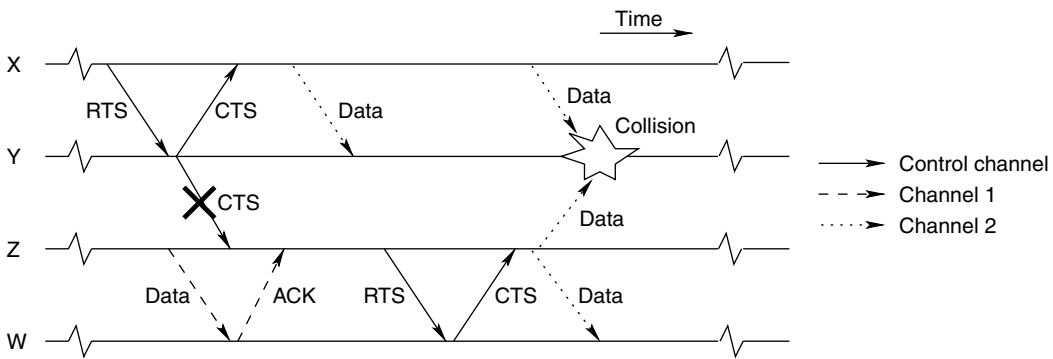 Time
X
RTS
CTS
Data
Data
Collision
Y
Control channel
Channel 1
CTS
Data
Channel 2
Z
Data
ACK
RTS
CTS
Data
W